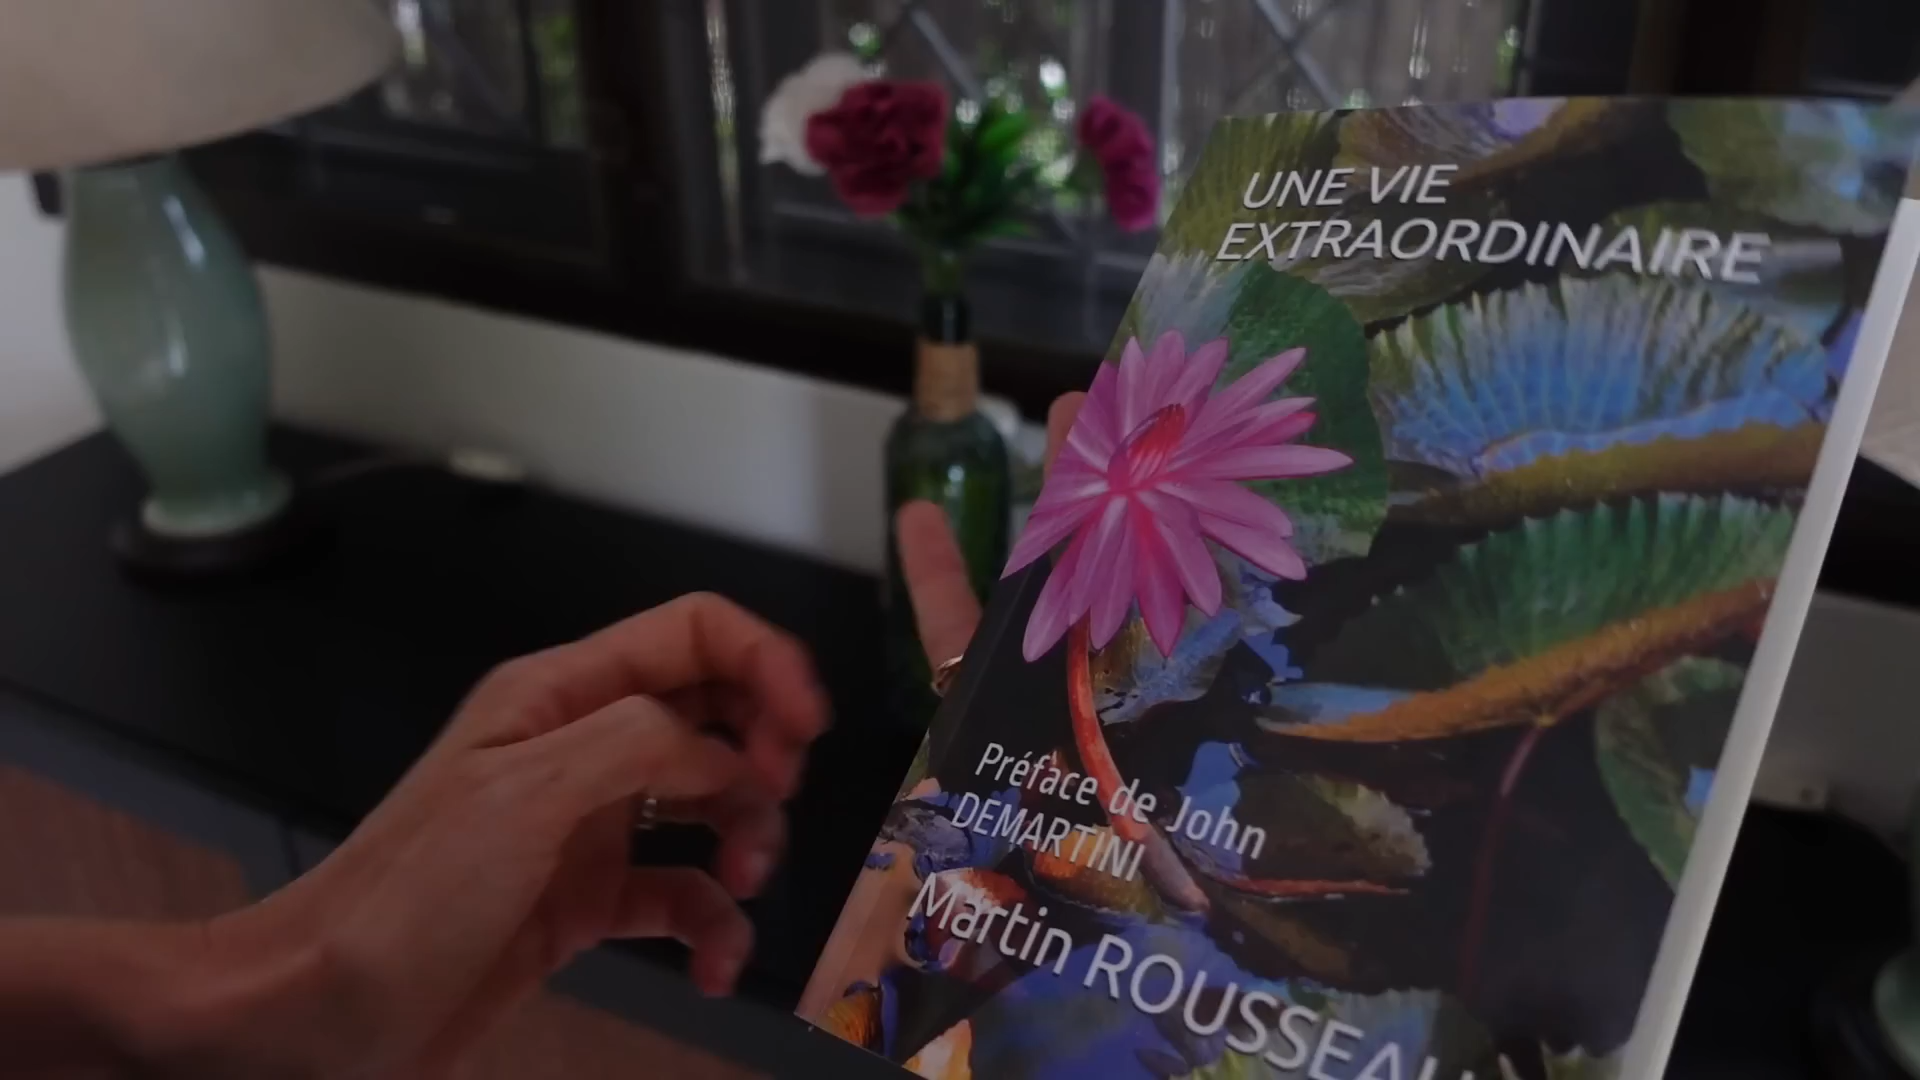 UNE VIE
EXTRAORDINAIRE
Préface de John
DEMARTINI
Martin ROUSSEAU